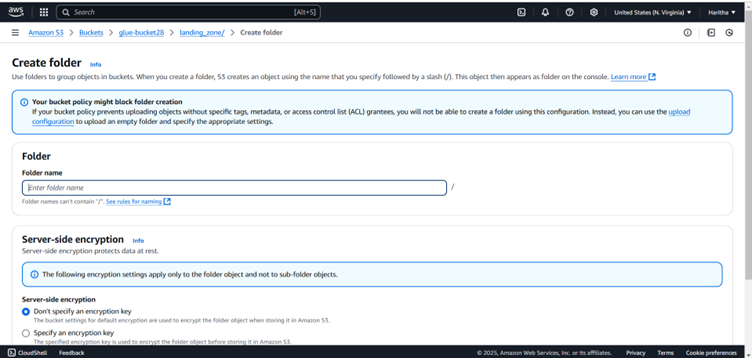 aws
Search [Alt+S] United States (N. Virginia) Haritha
Amazon S3 > Buckets > glue-bucket28 > landing_zone/ > Create folder
Create folder Info
Use folders to group objects in buckets. When you create a folder, S3 creates an object using the name that you specify followed by a slash (/). This object then appears as folder on the console. Learn more
Your bucket policy might block folder creation
If your bucket policy prevents uploading objects without specific tags, metadata, or access control list (ACL) grantees, you will not be able to create a folder using this configuration. Instead, you can use the upload
configuration to upload an empty folder and specify the appropriate settings.
Folder
Folder name
Enter folder name /
Folder names can't contain "/". See rules for naming
Server-side encryption Info
Server-side encryption protects data at rest.
The following encryption settings apply only to the folder object and not to sub-folder objects.
Server-side encryption
Don't specify an encryption key
The bucket settings for default encryption are used to encrypt the folder object when storing it in Amazon S3.
Specify an encryption key
The specified encryption key is used to encrypt the folder object before storing it in Amazon S3.
CloudShell Feedback © 2025, Amazon Web Services, Inc. or its affiliates. Privacy Terms Cookie preferences